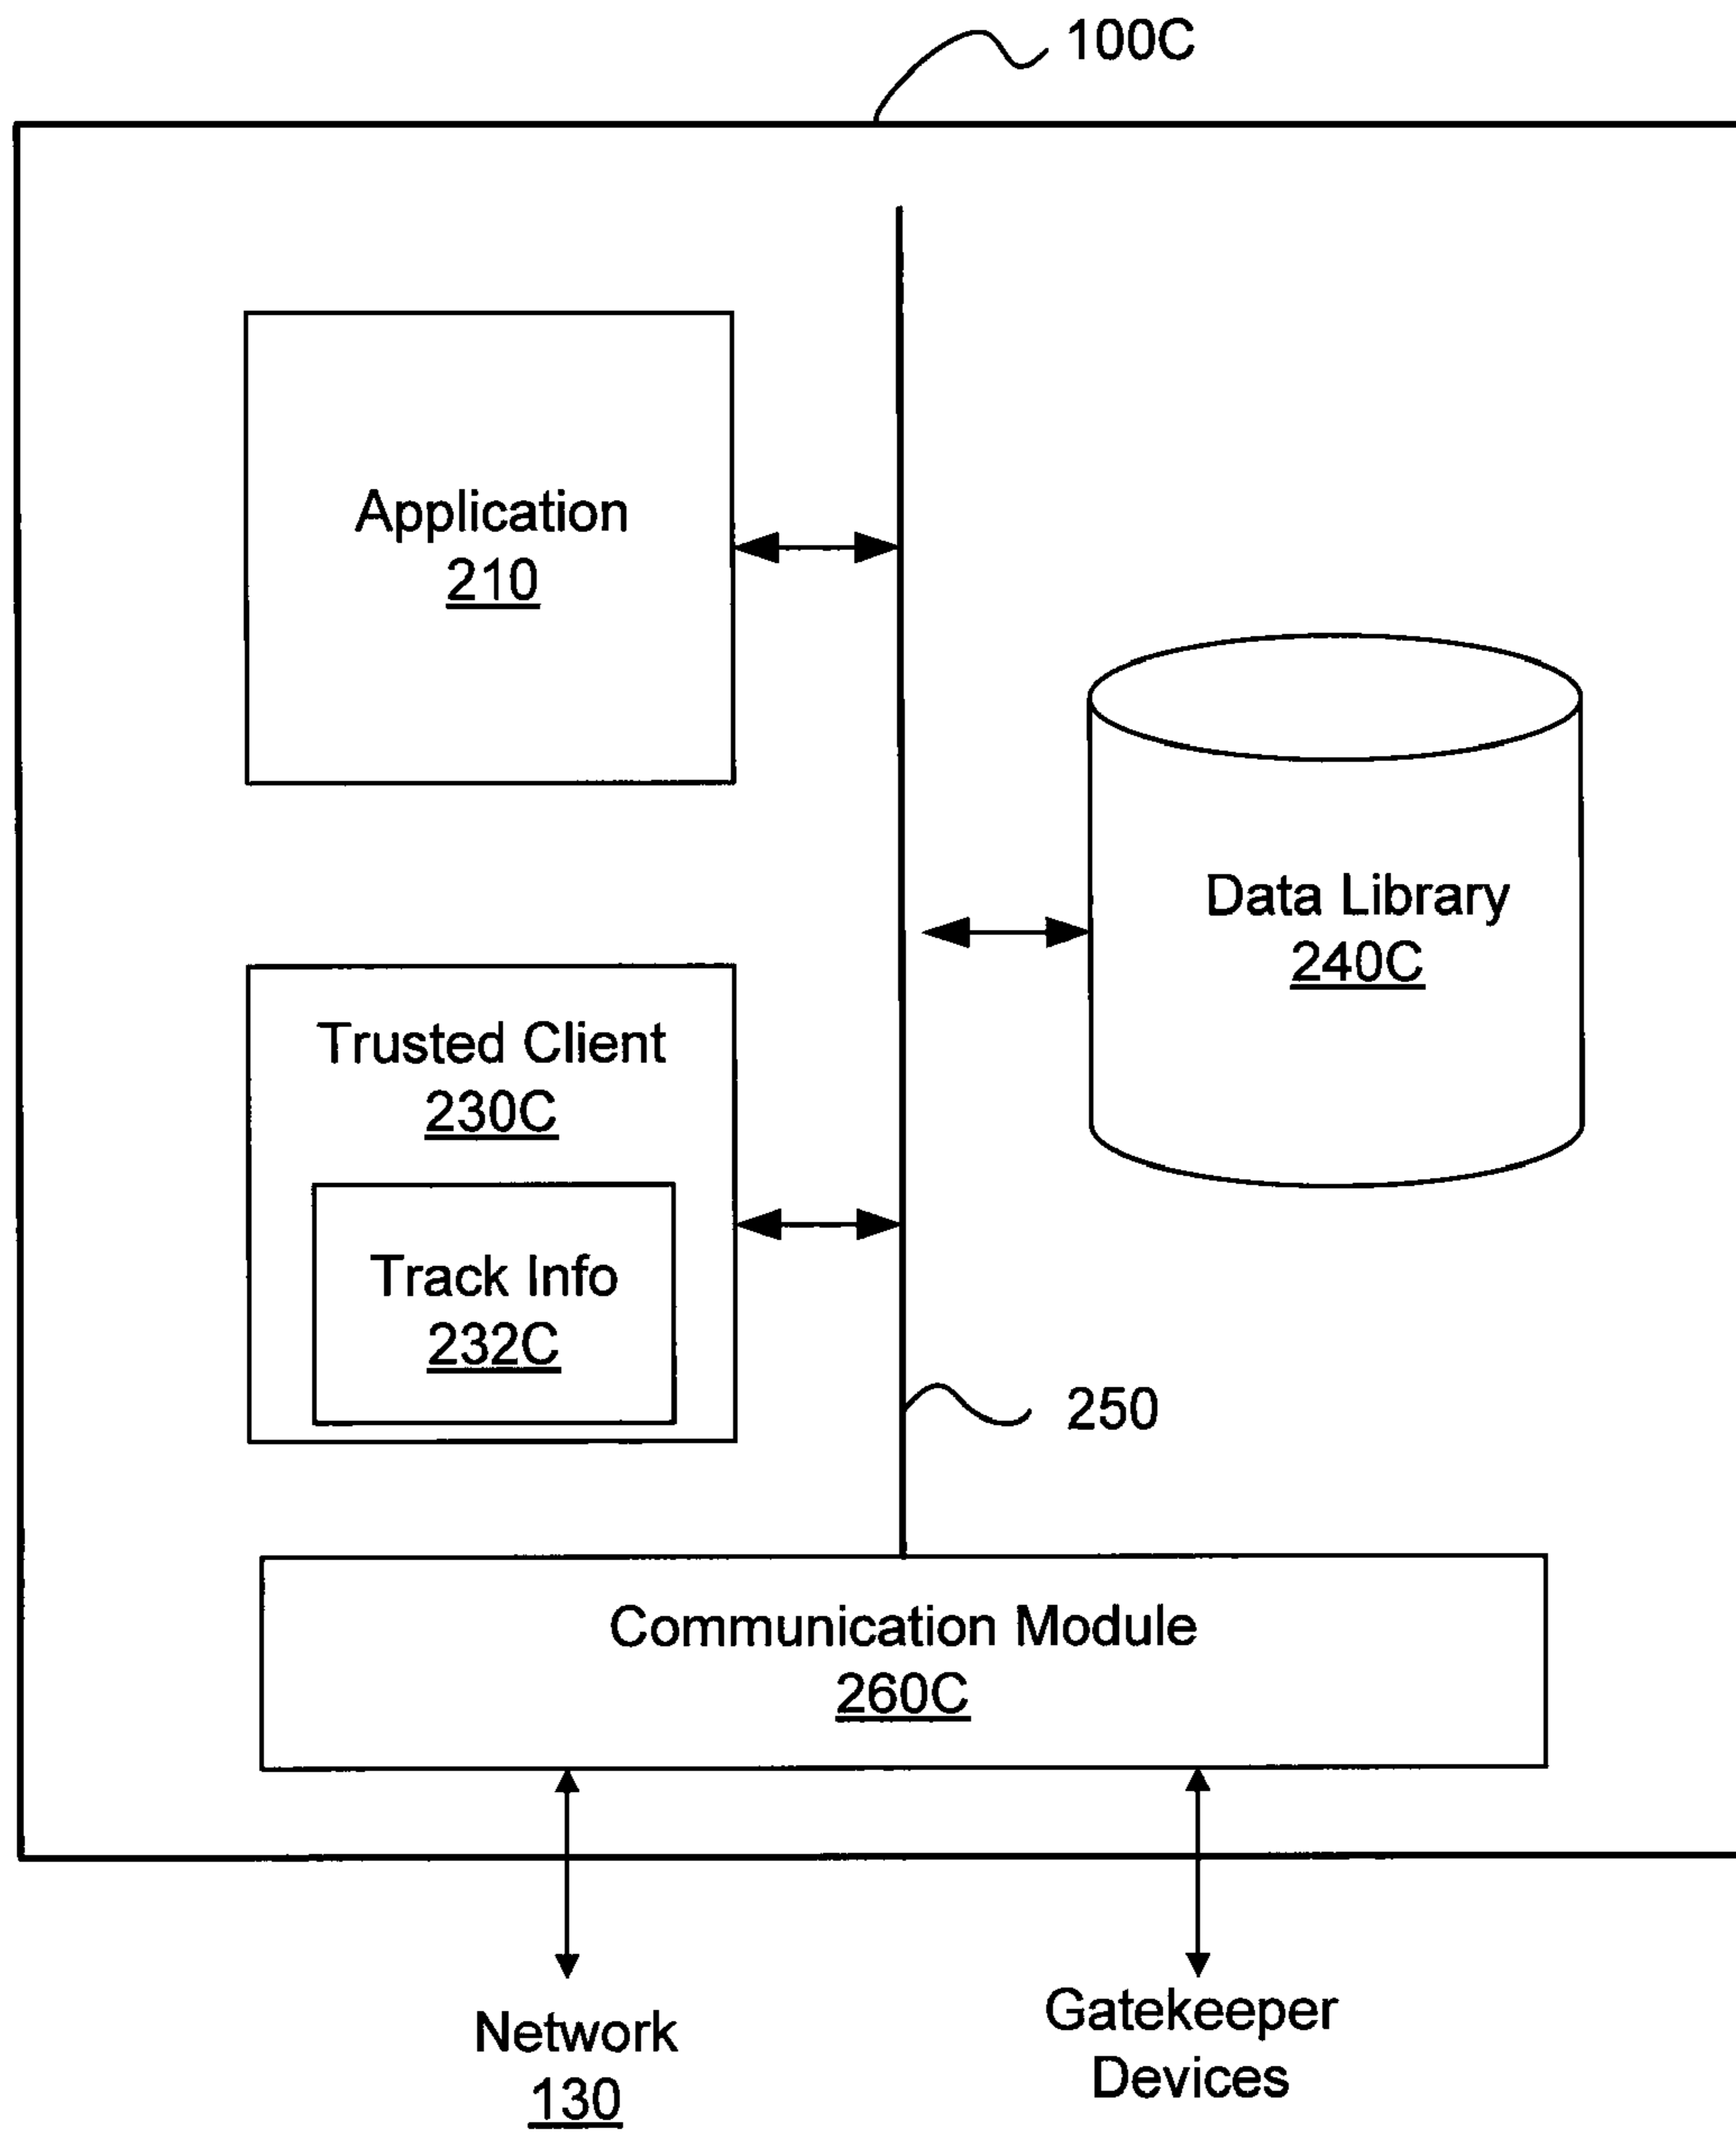 100C
Application
210
Data Library
240C
Trusted Client
230C
Track Info
232C
250
Communication Module
260C
Network
130
Gatekeeper
Devices